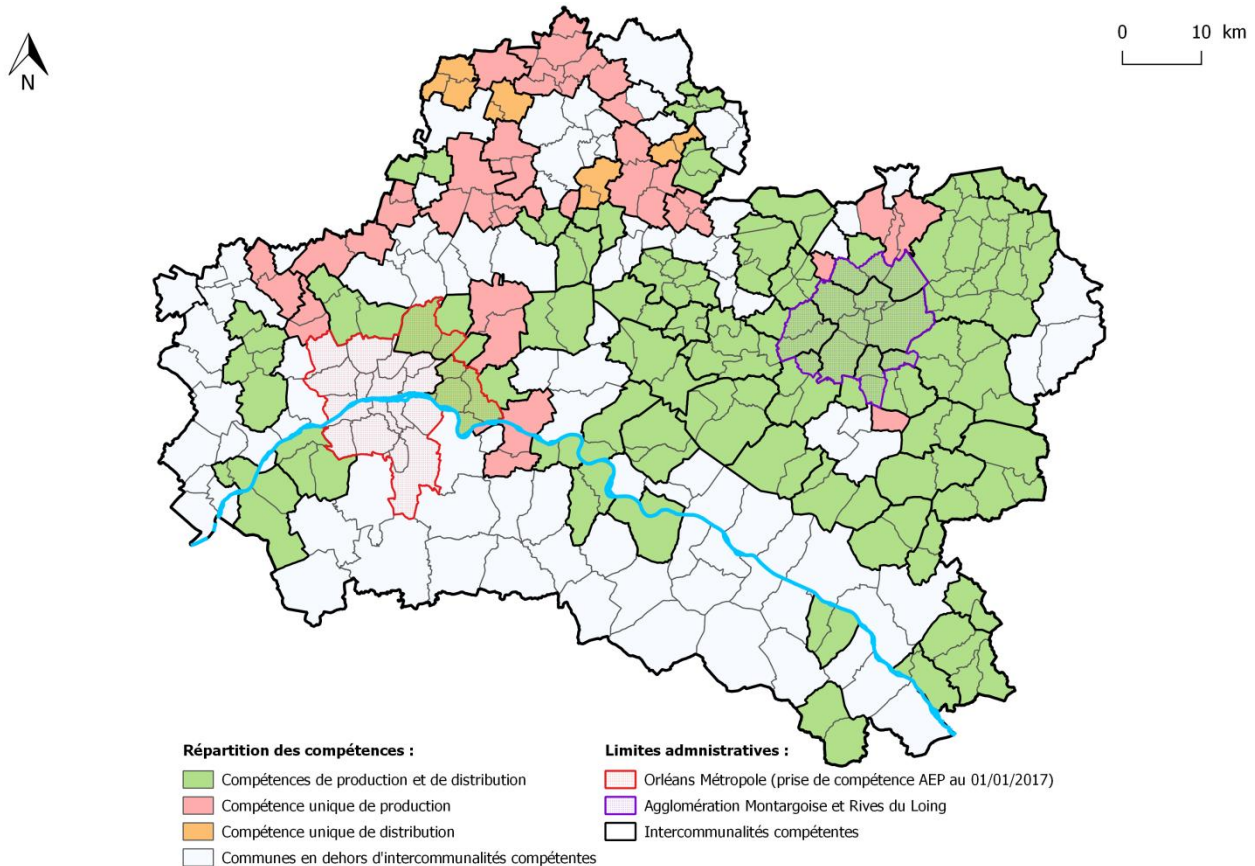 0 10 km
N
Répartition des compétences :
Compétences de production et de distribution
Compétence unique de production
Compétence unique de distribution
Communes en dehors d'intercommunalités compétentes
Limites admnistratives :
Orléans Métropole (prise de compétence AEP au 01/01/2017)
Agglomération Montargoise et Rives du Loing
Intercommunalités compétentes